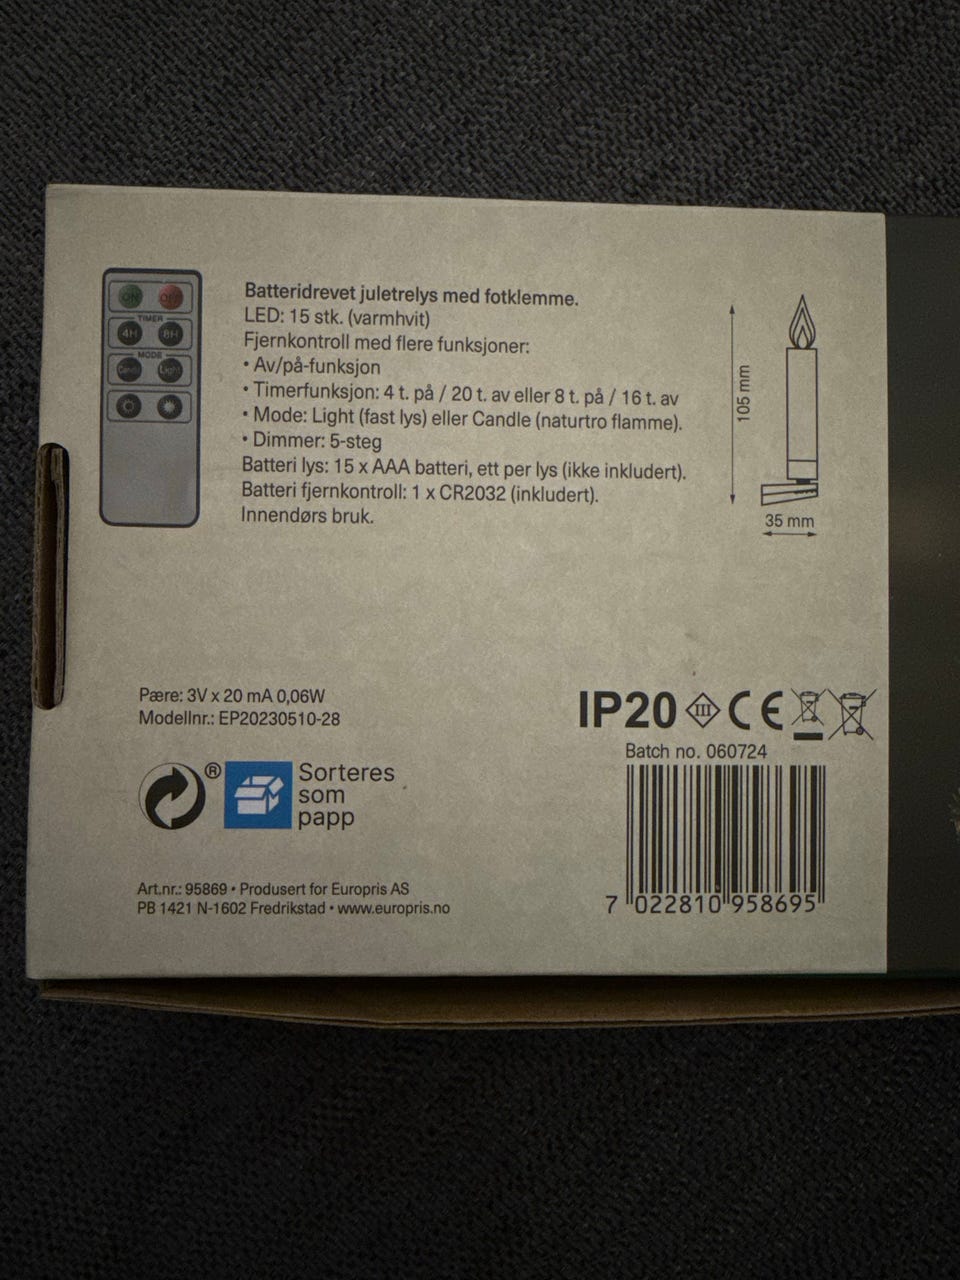 ON OFF
TIMER
4H 8H
MODE
Candle Light
Batteridrevet juletrelys med fotklemme.
LED: 15 stk. (varmhvit)
Fjernkontroll med flere funksjoner:
• Av/på-funksjon
• Timerfunksjon: 4 t. på / 20 t. av eller 8 t. på / 16 t. av
• Mode: Light (fast lys) eller Candle (naturtro flamme).
• Dimmer: 5-steg
Batteri lys: 15 x AAA batteri, ett per lys (ikke inkludert).
Batteri fjernkontroll: 1 x CR2032 (inkludert).
Innendørs bruk.
105 mm
35 mm
Pære: 3V x 20 mA 0,06W
Modellnr.: EP20230510-28
IP20 III CE
Batch no. 060724
®
Sorteres
som
papp
Art.nr.: 95869 • Produsert for Europris AS
PB 1421 N-1602 Fredrikstad • www.europris.no
7 022810 958695